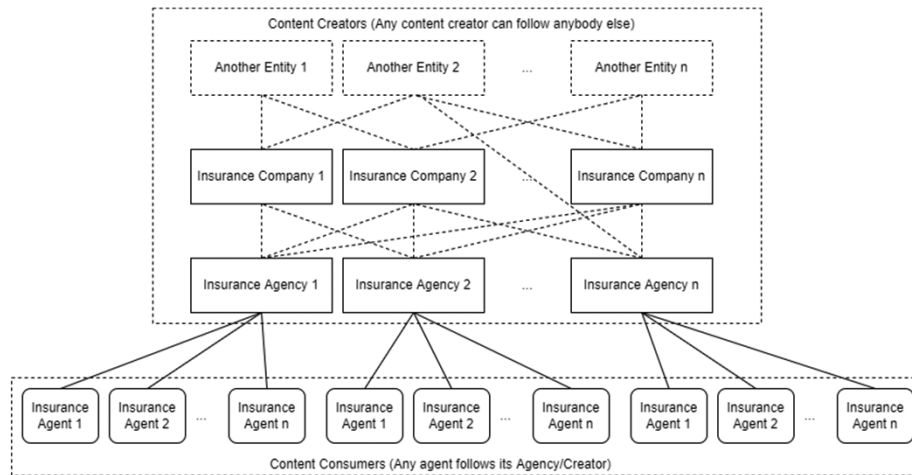 Content Creators (Any content creator can follow anybody else)
Another Entity 1
Another Entity 2
...
Another Entity n
Insurance Company 1
Insurance Company 2
...
Insurance Company n
Insurance Agency 1
Insurance Agency 2
...
Insurance Agency n
Insurance
Agent 1
Insurance
Agent 2
...
Insurance
Agent n
Insurance
Agent 1
Insurance
Agent 2
...
Insurance
Agent n
Insurance
Agent 1
Insurance
Agent 2
...
Insurance
Agent n
Content Consumers (Any agent follows its Agency/Creator)